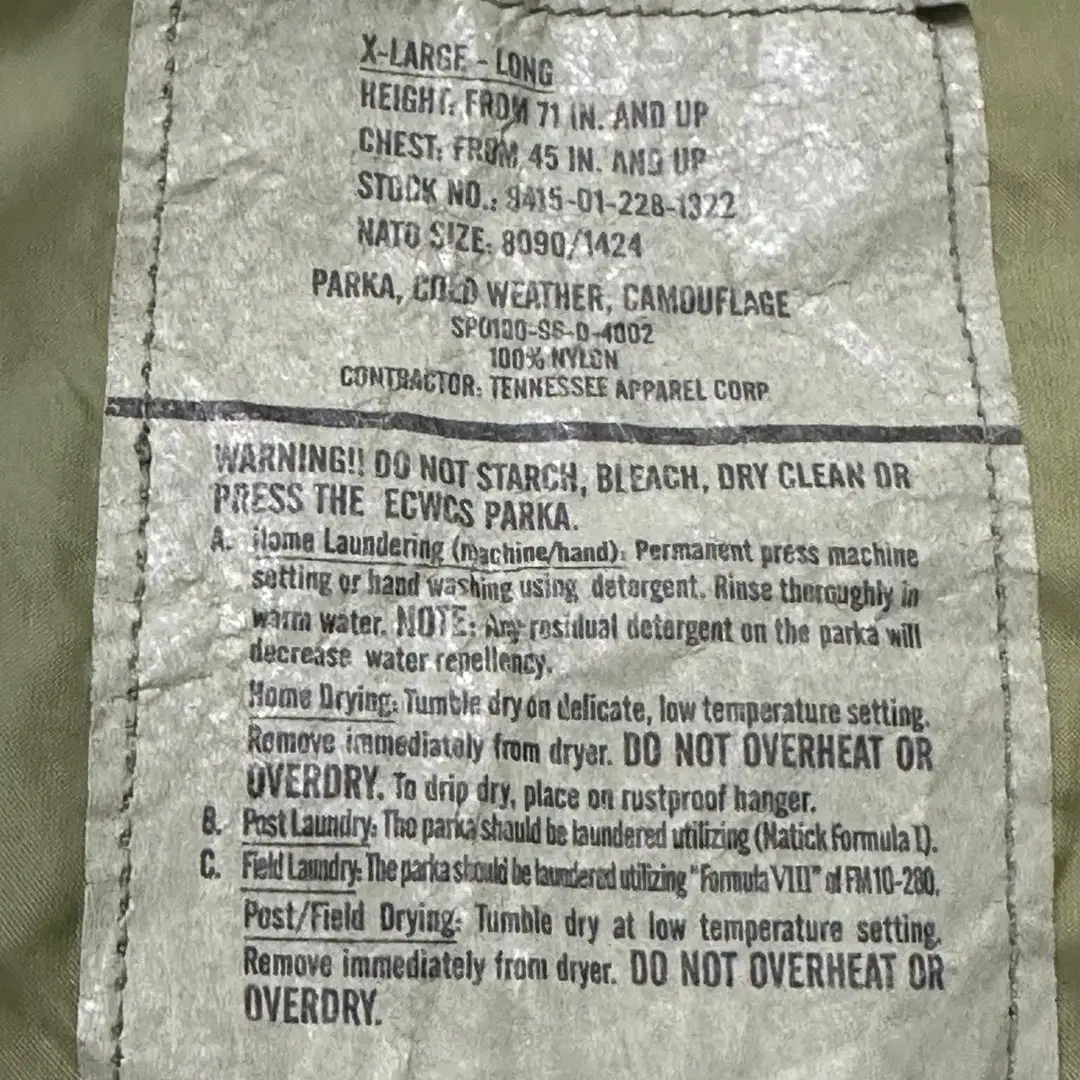 X-LARGE - LONG
HEIGHT: FROM 71 IN. AND UP
CHEST: FROM 45 IN. AND UP
STOCK NO.: 8415-01-228-1322
NATO SIZE: 8090/1424
PARKA, COLD WEATHER, CAMOUFLAGE
SP0100-96-D-4002
100% NYLON
CONTRACTOR: TENNESSEE APPAREL CORP
WARNING!! DO NOT STARCH, BLEACH, DRY CLEAN OR
PRESS THE ECWCS PARKA.
A. Home Laundering (machine/hand): Permanent press machine
setting or hand washing using detergent. Rinse thoroughly in
warm water. NOTE: Any residual detergent on the parka will
decrease water repellency.
Home Drying: Tumble dry on delicate, low temperature setting.
Remove immediately from dryer. DO NOT OVERHEAT OR
OVERDRY. To drip dry, place on rustproof hanger.
B. Post Laundry: The parka should be laundered utilizing (Natick Formula 1).
C. Field Laundry: The parka should be laundered utilizing "Formula VIII" of FM 10-280.
Post/Field Drying: Tumble dry at low temperature setting.
Remove immediately from dryer. DO NOT OVERHEAT OR
OVERDRY.